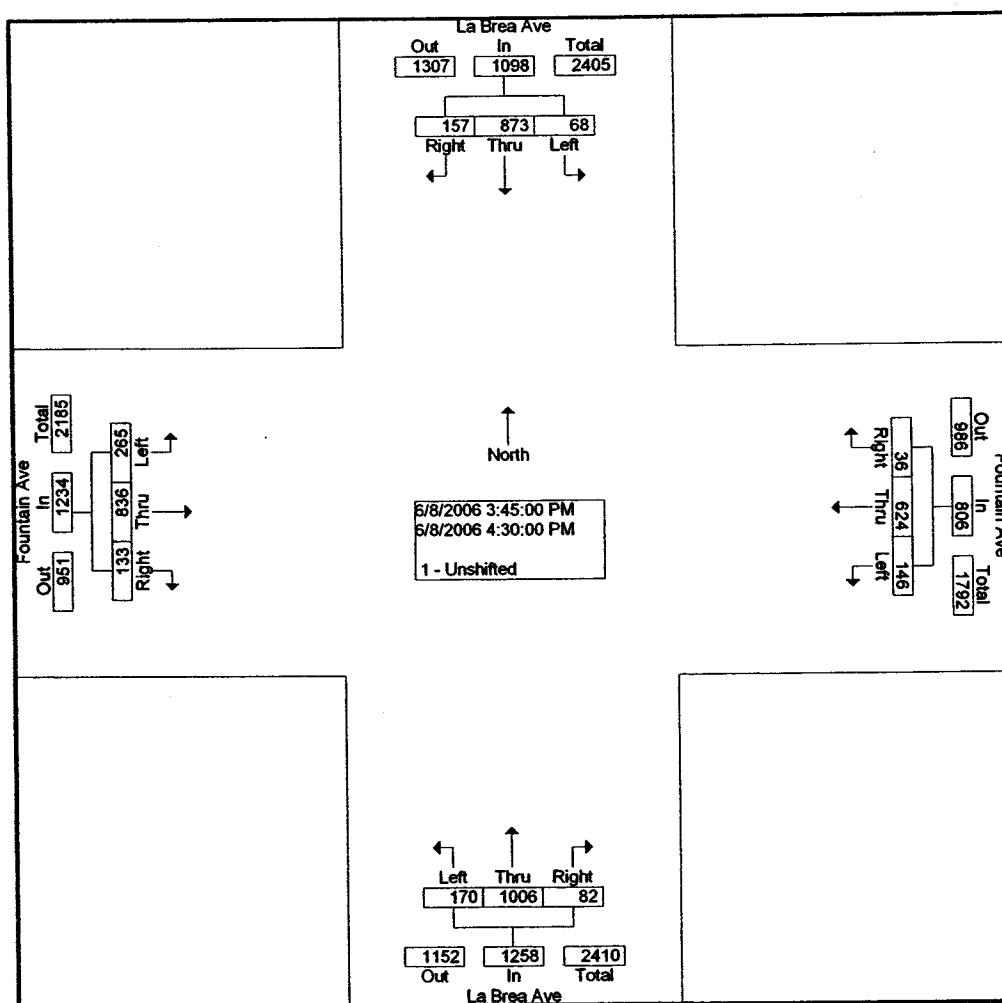 La Brea Ave
Out In Total
1307 1098 2405
157 873 68
Right Thru Left
Fountain Ave
Total In Out
2185 1234 951
265 836 133
Left Thru Right
North
6/8/2006 3:45:00 PM
6/8/2006 4:30:00 PM
1 - Unshifted
Right Thru Left
36 624 146
986 806 1792
Out In Total
Fountain Ave
Left Thru Right
170 1006 82
1152 1258 2410
Out In Total
La Brea Ave